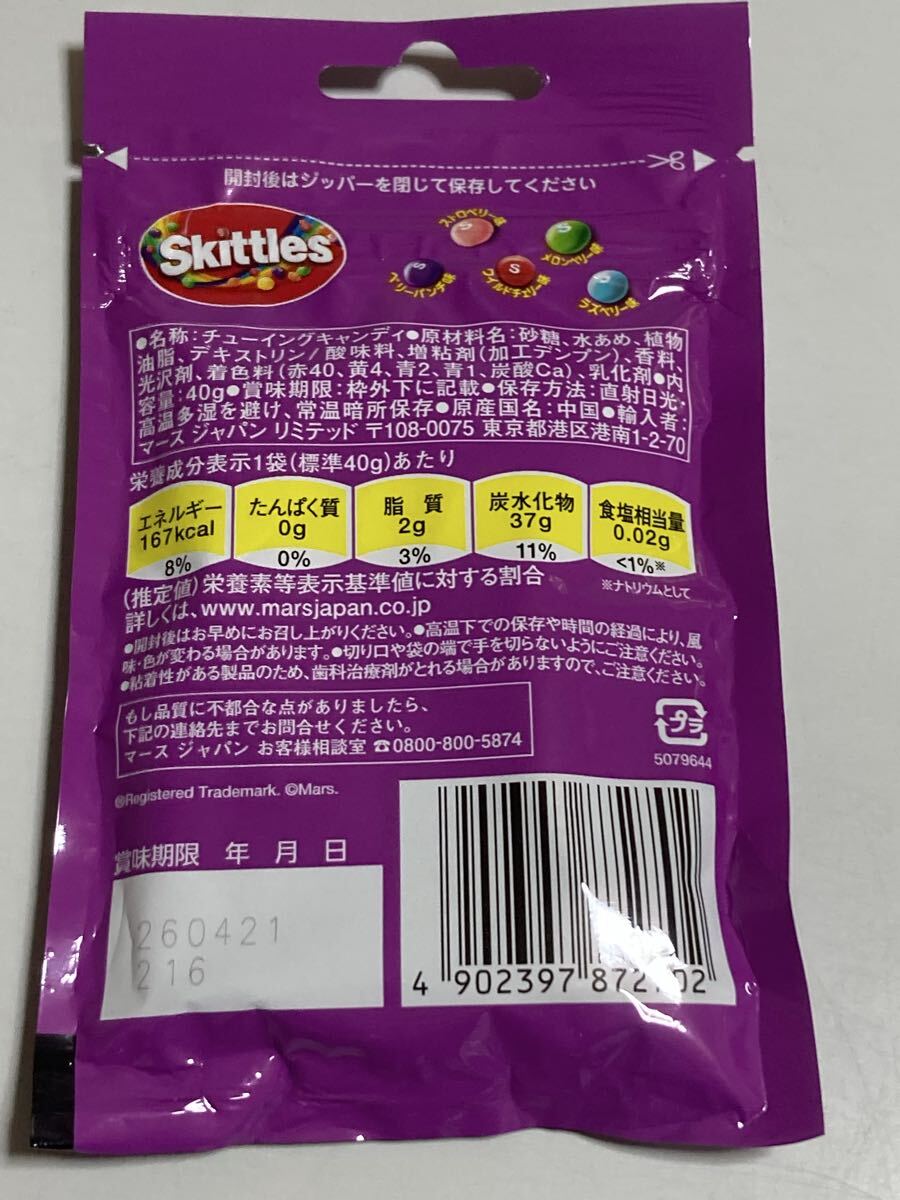 開封後はジッパーを閉じて保存してください
Skittles
ストロベリー味
メロンベリー味
ベリーパンチ味
ワイルドチェリー味
ラズベリー味
●名称：チューイングキャンディ●原材料名：砂糖、水あめ、植物
油脂、デキストリン/酸味料、増粘剤(加工デンプン)、香料、
光沢剤、着色料(赤40、黄4、青2、青1、炭酸Ca)、乳化剤●内
容量：40g●賞味期限：枠外下に記載●保存方法：直射日光・
高温多湿を避け、常温暗所保存●原産国名：中国●輸入者：
マース ジャパン リミテッド 〒108-0075 東京都港区港南1-2-70
栄養成分表示1袋(標準40g)あたり
エネルギー たんぱく質 脂質 炭水化物 食塩相当量
167kcal 0g 2g 37g 0.02g
8% 0% 3% 11% <1%※
(推定値) 栄養素等表示基準値に対する割合 ※ナトリウムとして
詳しくは、www.marsjapan.co.jp
●開封後はお早めにお召し上がりください。●高温下での保存や時間の経過により、風
味・色が変わる場合があります。●切り口や袋の端で手を切らないようにご注意ください。
●粘着性がある製品のため、歯科治療剤がとれる場合がありますので、ご注意ください。
もし品質に不都合な点がありましたら、
下記の連絡先までお問合せください。
マース ジャパン お客様相談室 ☎0800-800-5874
プラ
5079644
®Registered Trademark. ©Mars.
賞味期限 年 月 日
260421
216
4 902397